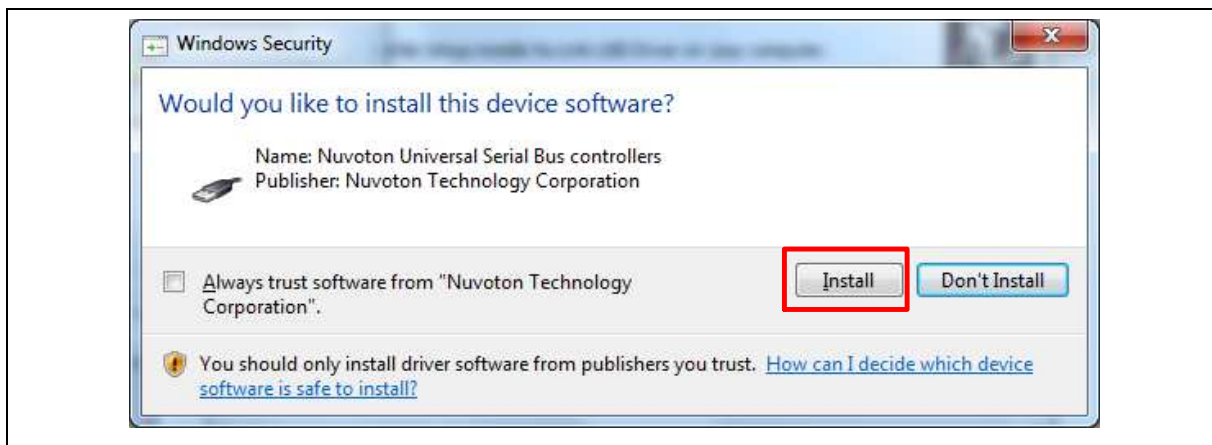 Windows Security
Would you like to install this device software?
Name: Nuvoton Universal Serial Bus controllers
Publisher: Nuvoton Technology Corporation
Always trust software from "Nuvoton Technology
Corporation".
Install
Don't Install
You should only install driver software from publishers you trust. How can I decide which device
software is safe to install?